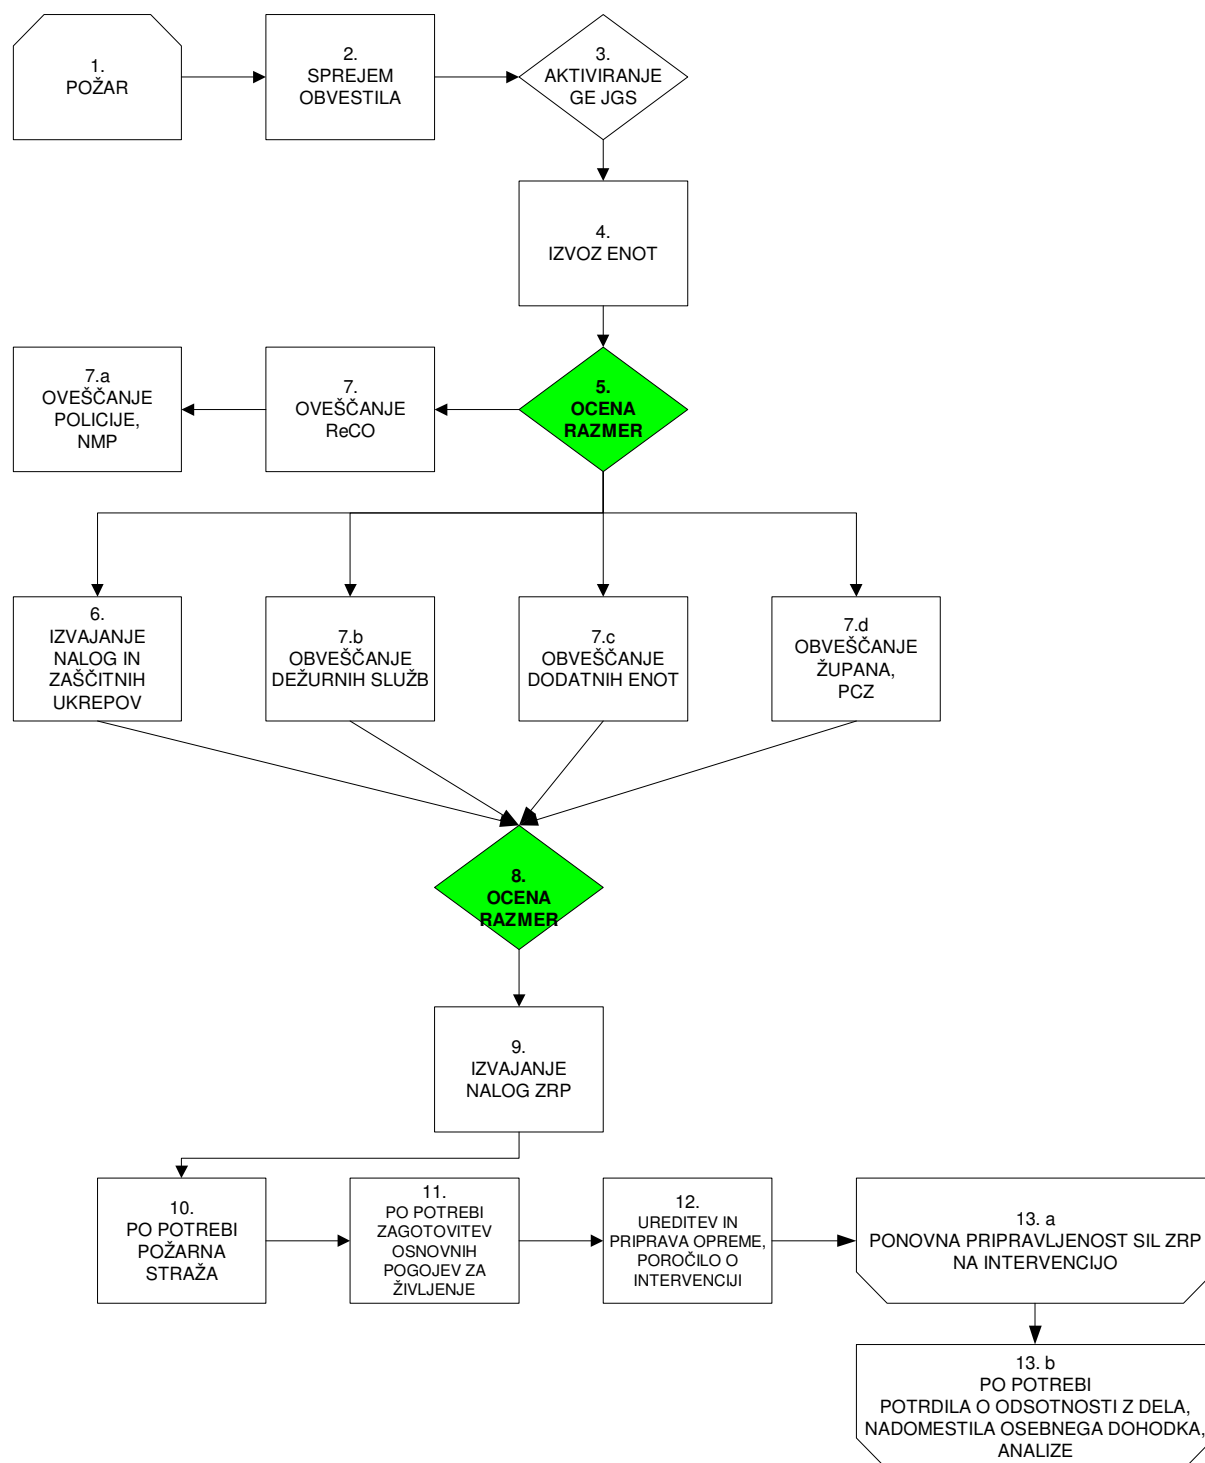 1.
POŽAR
2.
SPREJEM
OBVESTILA
3.
AKTIVIRANJE
GE JGS
4.
IZVOZ ENOT
5.
OCENA
RAZMER
7.
OVEŠČANJE
ReCO
7.a
OVEŠČANJE
POLICIJE,
NMP
6.
IZVAJANJE
NALOG IN
ZAŠČITNIH
UKREPOV
7.b
OBVEŠČANJE
DEŽURNIH SLUŽB
7.c
OBVEŠČANJE
DODATNIH ENOT
7.d
OBVEŠČANJE
ŽUPANA,
PCZ
8.
OCENA
RAZMER
9.
IZVAJANJE
NALOG ZRP
10.
PO POTREBI
POŽARNA
STRAŽA
11.
PO POTREBI
ZAGOTOVITEV
OSNOVNIH
POGOJEV ZA
ŽIVLJENJE
12.
UREDITEV IN
PRIPRAVA OPREME,
POROČILO O
INTERVENCIJI
13. a
PONOVNA PRIPRAVLJENOST SIL ZRP
NA INTERVENCIJO
13. b
PO POTREBI
POTRDILA O ODSOTNOSTI Z DELA,
NADOMESTILA OSEBNEGA DOHODKA,
ANALIZE